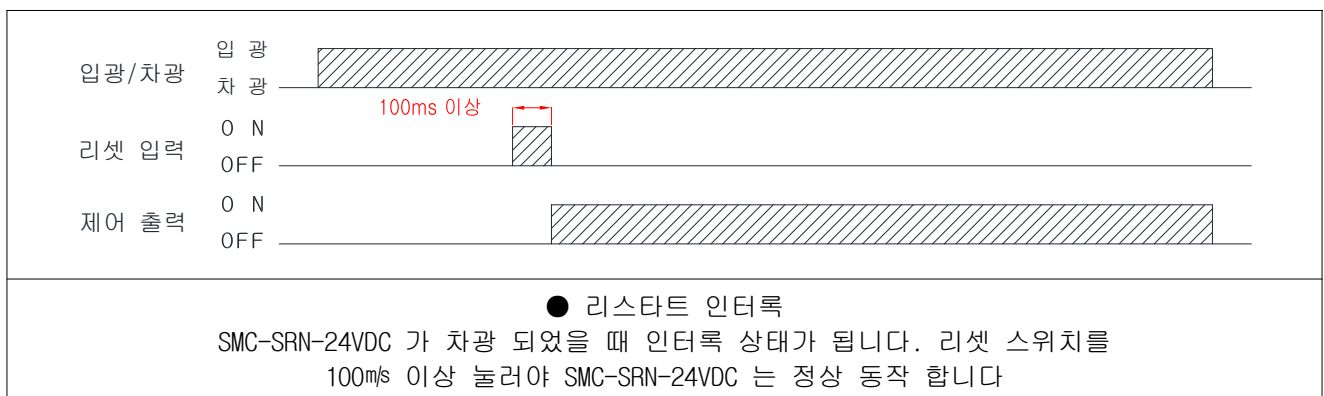 입 광
입광/차광
차 광
100ms 이상
O N
리셋 입력
OFF
O N
제어 출력
OFF
● 리스타트 인터록
SMC-SRN-24VDC 가 차광 되었을 때 인터록 상태가 됩니다. 리셋 스위치를
100㎧ 이상 눌러야 SMC-SRN-24VDC 는 정상 동작 합니다